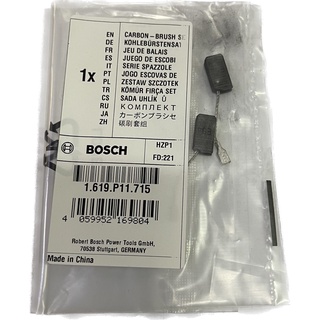 EN CARBON-BRUSH SE
DE KOHLEBÜRSTENSAT
FR JEU DE BALAIS
ES JUEGO DE ESCOBI
IT SERIE SPAZZOLE
PT JOGO ESCOVAS DE
PL ZESTAW SZCZOTEK
TR KÖMÜR FIRÇA SET
CS SADA UHLÍK Ů
RU КОМПЛЕКТ
JA カーボンブラシセ
ZH 碳刷套组
1x
BOSCH
HZP1
FD:221
1.619.P11.715
4 059952 169804
Robert Bosch Power Tools GmbH,
70538 Stuttgart, GERMANY
Made in China